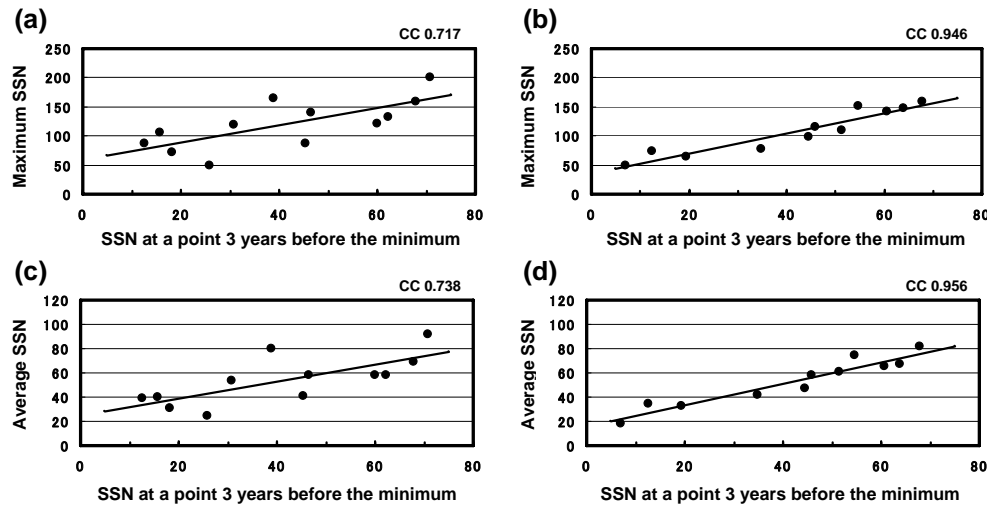 (a)
CC 0.717
250
200
150
100
50
0
Maximum SSN
0 20 40 60 80
SSN at a point 3 years before the minimum
(b)
CC 0.946
250
200
150
100
50
0
Maximum SSN
0 20 40 60 80
SSN at a point 3 years before the minimum
(c)
CC 0.738
120
100
80
60
40
20
0
Average SSN
0 20 40 60 80
SSN at a point 3 years before the minimum
(d)
CC 0.956
120
100
80
60
40
20
0
Average SSN
0 20 40 60 80
SSN at a point 3 years before the minimum